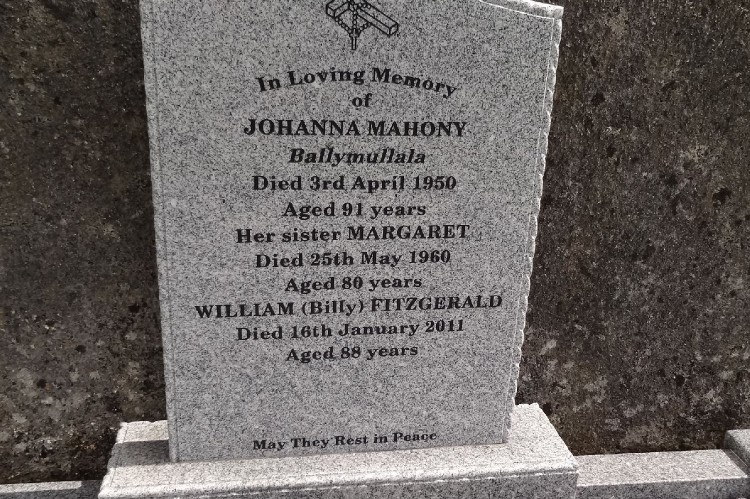 In Loving Memory
of
JOHANNA MAHONY
Ballymullala
Died 3rd April 1950
Aged 91 years
Her sister MARGARET
Died 25th May 1960
Aged 80 years
WILLIAM (Billy) FITZGERALD
Died 16th January 2011
Aged 88 years
May They Rest in Peace